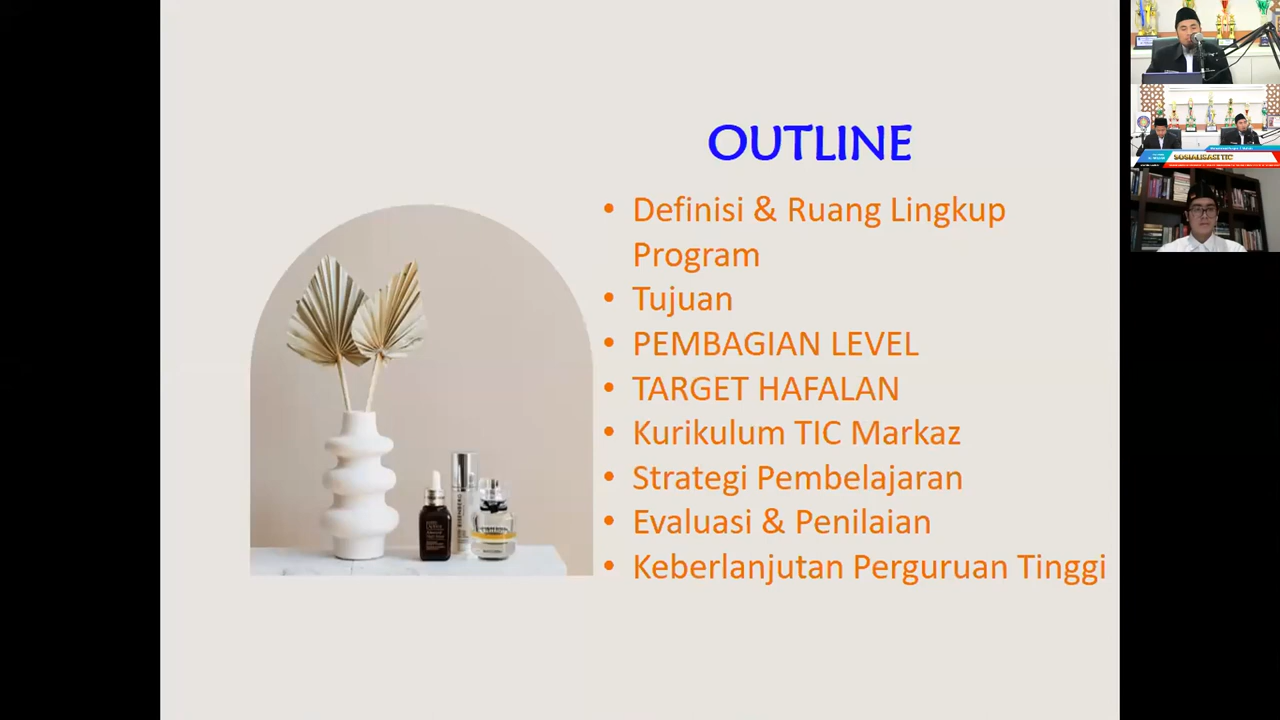 OUTLINE
• Definisi & Ruang Lingkup
Program
• Tujuan
• PEMBAGIAN LEVEL
• TARGET HAFALAN
• Kurikulum TIC Markaz
• Strategi Pembelajaran
• Evaluasi & Penilaian
• Keberlanjutan Perguruan Tinggi
SOSIALISASI TIC